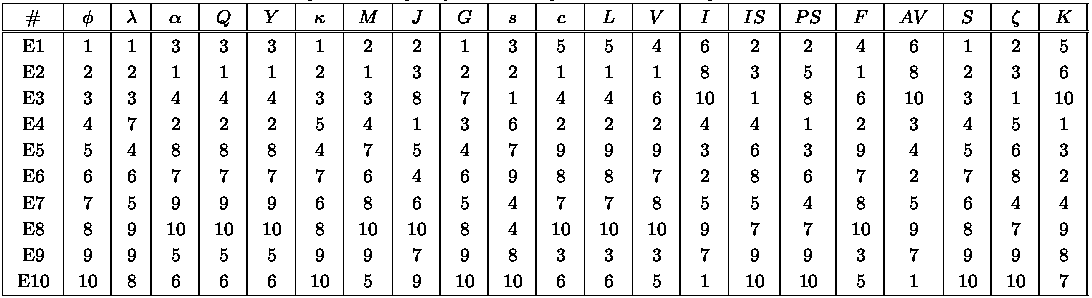 # ϕ λ α Q Y κ M J G s c L V I IS PS F AV S ζ K
E1 1 1 3 3 3 1 2 2 1 3 5 5 4 6 2 2 4 6 1 2 5
E2 2 2 1 1 1 2 1 3 2 2 1 1 1 8 3 5 1 8 2 3 6
E3 3 3 4 4 4 3 3 8 7 1 4 4 6 10 1 8 6 10 3 1 10
E4 4 7 2 2 2 5 4 1 3 6 2 2 2 4 4 1 2 3 4 5 1
E5 5 4 8 8 8 4 7 5 4 7 9 9 9 3 6 3 9 4 5 6 3
E6 6 6 7 7 7 7 6 4 6 9 8 8 7 2 8 6 7 2 7 8 2
E7 7 5 9 9 9 6 8 6 5 4 7 7 8 5 5 4 8 5 6 4 4
E8 8 9 10 10 10 8 10 10 8 4 10 10 10 9 7 7 10 9 8 7 9
E9 9 9 5 5 5 9 9 7 9 8 3 3 3 7 9 9 3 7 9 9 8
E10 10 8 6 6 6 10 5 9 10 10 6 6 5 1 10 10 5 1 10 10 7